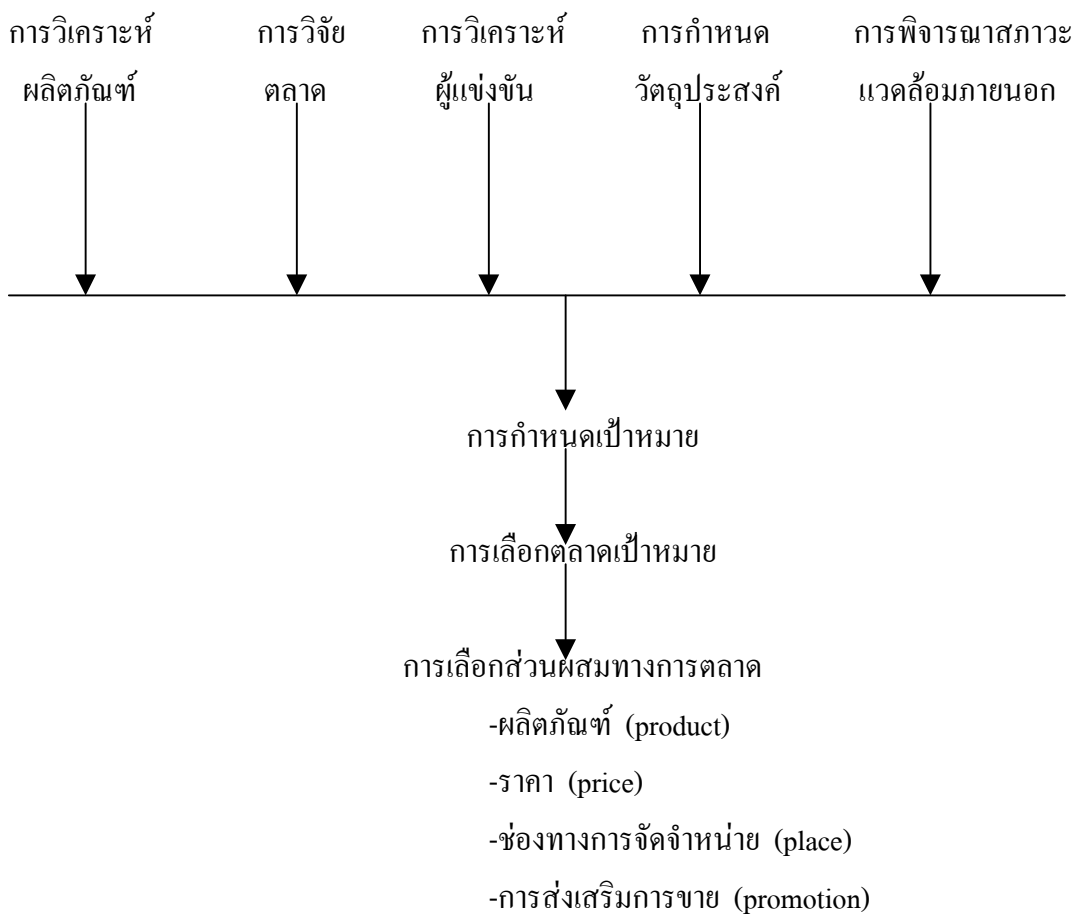 การวิเคราะห์
ผลิตภัณฑ์
การวิจัย
ตลาด
การวิเคราะห์
ผู้แข่งขัน
การกำหนด
วัตถุประสงค์
การพิจารณาสภาวะ
แวดล้อมภายนอก
การกำหนดเป้าหมาย
การเลือกตลาดเป้าหมาย
การเลือกส่วนผสมทางการตลาด
-ผลิตภัณฑ์ (product)
-ราคา (price)
-ช่องทางการจัดจำหน่าย (place)
-การส่งเสริมการขาย (promotion)